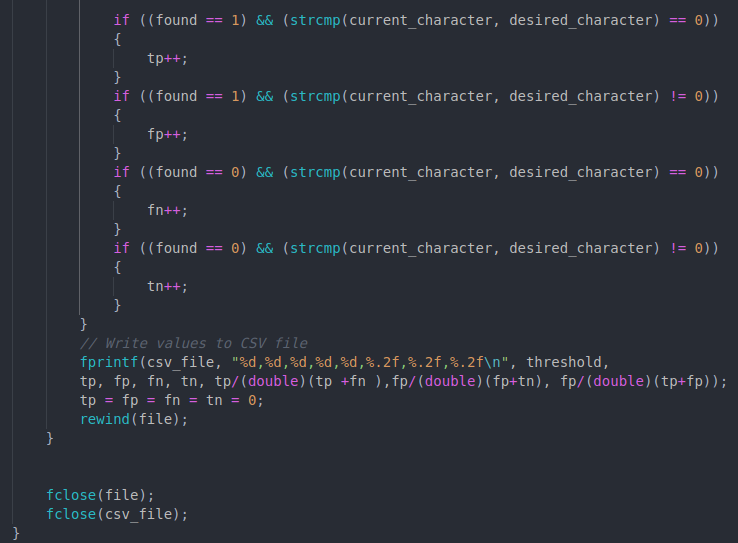 if ((found == 1) && (strcmp(current_character, desired_character) == 0))
{
tp++;
}
if ((found == 1) && (strcmp(current_character, desired_character) != 0))
{
fp++;
}
if ((found == 0) && (strcmp(current_character, desired_character) == 0))
{
fn++;
}
if ((found == 0) && (strcmp(current_character, desired_character) != 0))
{
tn++;
}
}
// Write values to CSV file
fprintf(csv_file, "%d,%d,%d,%d,%d,%.2f,%.2f,%.2f\n", threshold,
tp, fp, fn, tn, tp/(double)(tp +fn ),fp/(double)(fp+tn), fp/(double)(tp+fp));
tp = fp = fn = tn = 0;
rewind(file);
}
fclose(file);
fclose(csv_file);
}